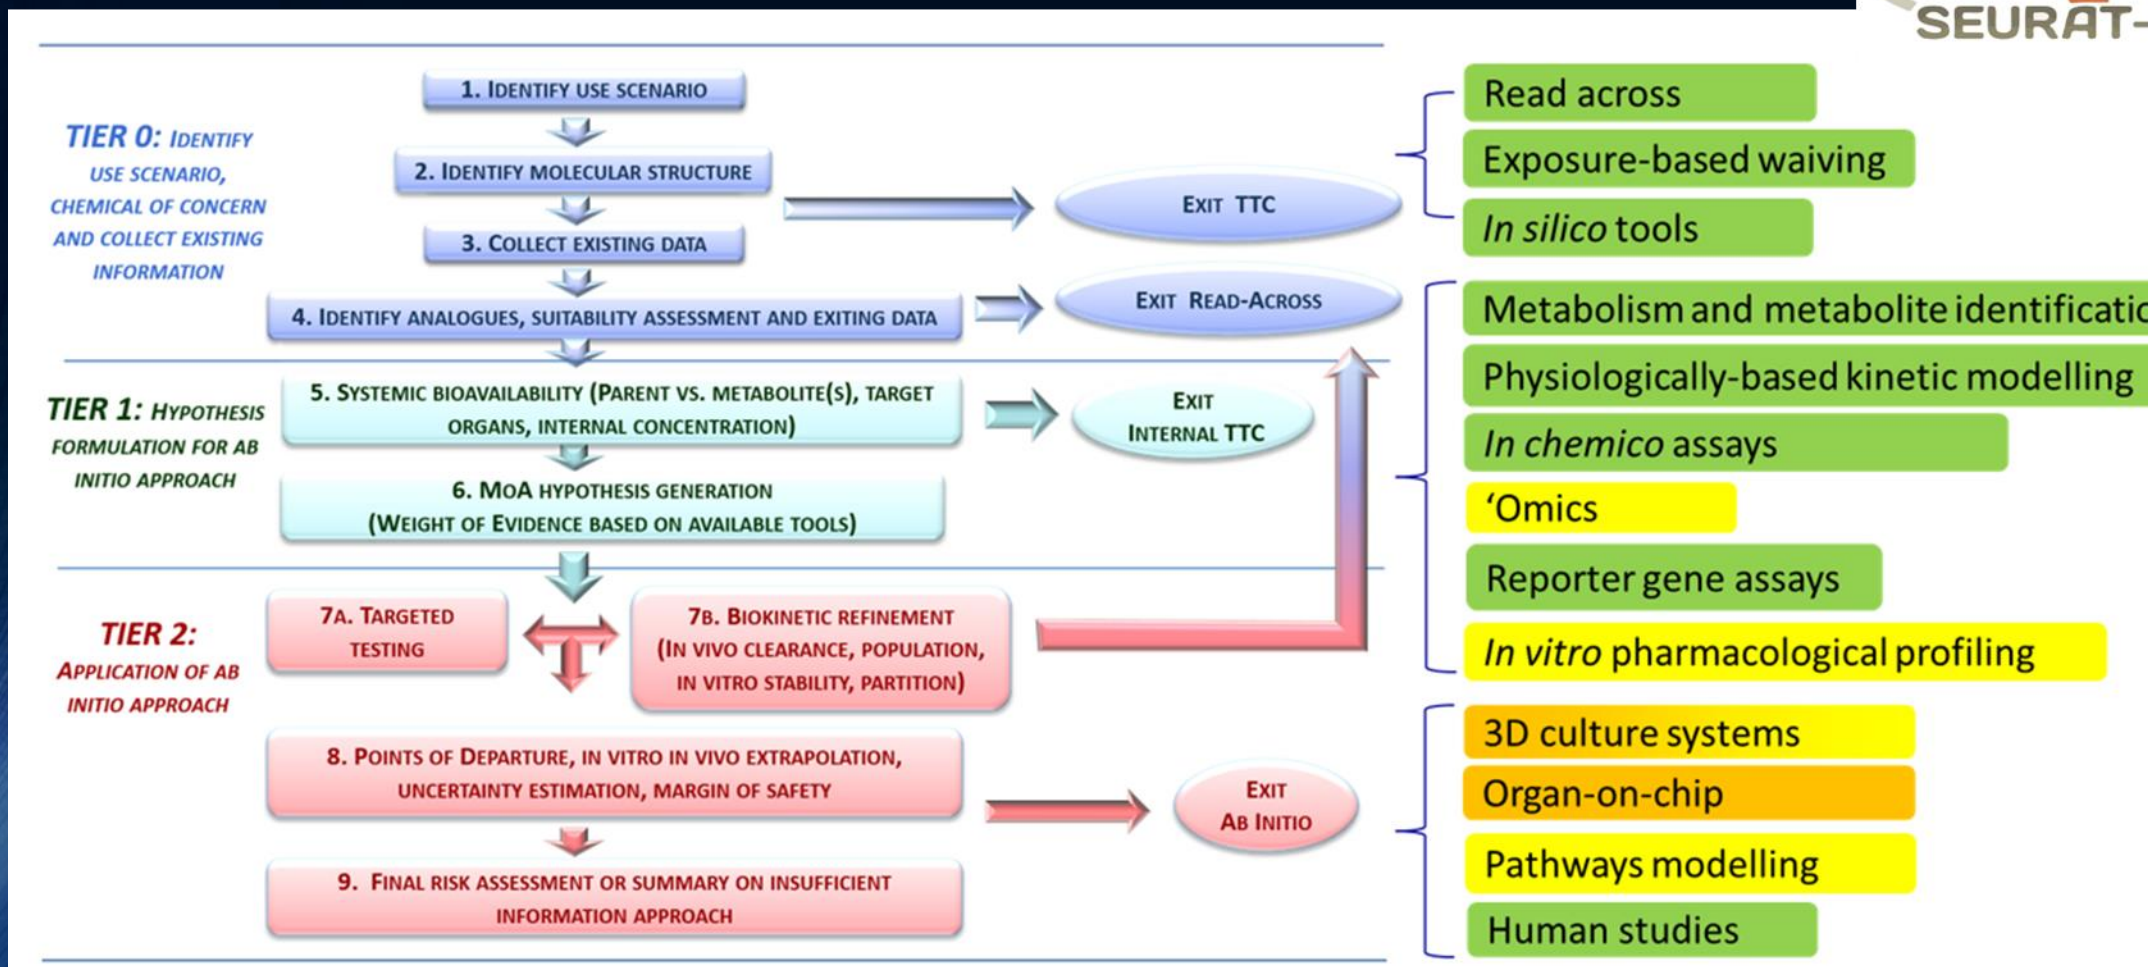 SEURAT-
TIER 0: IDENTIFY
USE SCENARIO,
CHEMICAL OF CONCERN
AND COLLECT EXISTING
INFORMATION
1. IDENTIFY USE SCENARIO
2. IDENTIFY MOLECULAR STRUCTURE
3. COLLECT EXISTING DATA
4. IDENTIFY ANALOGUES, SUITABILITY ASSESSMENT AND EXITING DATA
EXIT TTC
EXIT READ-ACROSS
TIER 1: HYPOTHESIS
FORMULATION FOR AB
INITIO APPROACH
5. SYSTEMIC BIOAVAILABILITY (PARENT VS. METABOLITE(S), TARGET
ORGANS, INTERNAL CONCENTRATION)
6. MOA HYPOTHESIS GENERATION
(WEIGHT OF EVIDENCE BASED ON AVAILABLE TOOLS)
EXIT
INTERNAL TTC
TIER 2:
APPLICATION OF AB
INITIO APPROACH
7A. TARGETED
TESTING
7B. BIOKINETIC REFINEMENT
(IN VIVO CLEARANCE, POPULATION,
IN VITRO STABILITY, PARTITION)
8. POINTS OF DEPARTURE, IN VITRO IN VIVO EXTRAPOLATION,
UNCERTAINTY ESTIMATION, MARGIN OF SAFETY
9. FINAL RISK ASSESSMENT OR SUMMARY ON INSUFFICIENT
INFORMATION APPROACH
EXIT
AB INITIO
Read across
Exposure-based waiving
In silico tools
Metabolism and metabolite identificatio
Physiologically-based kinetic modelling
In chemico assays
‘Omics
Reporter gene assays
In vitro pharmacological profiling
3D culture systems
Organ-on-chip
Pathways modelling
Human studies